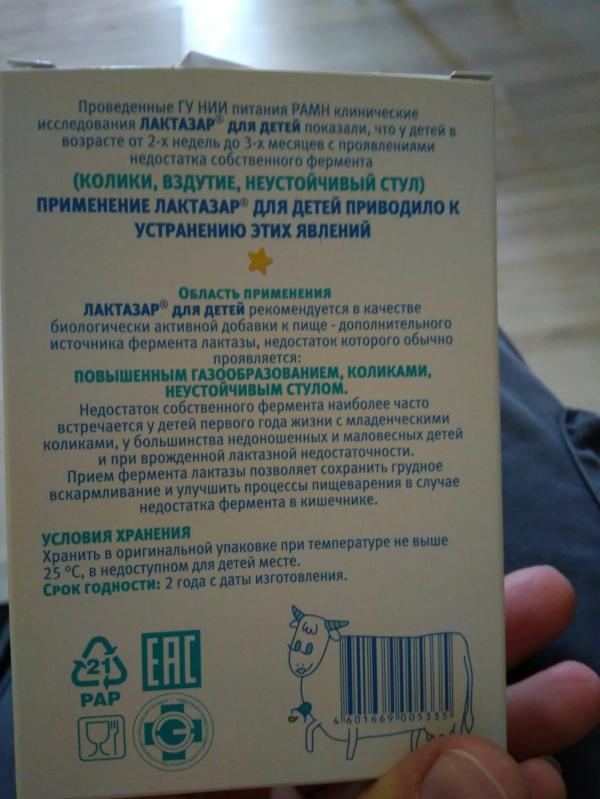 Проведенные ГУ НИИ питания РАМН клинические
исследования ЛАКТАЗАР® ДЛЯ ДЕТЕЙ показали, что у детей в
возрасте от 2-х недель до 3-х месяцев с проявлениями
недостатка собственного фермента
(КОЛИКИ, ВЗДУТИЕ, НЕУСТОЙЧИВЫЙ СТУЛ)
ПРИМЕНЕНИЕ ЛАКТАЗАР® ДЛЯ ДЕТЕЙ ПРИВОДИЛО К
УСТРАНЕНИЮ ЭТИХ ЯВЛЕНИЙ
ОБЛАСТЬ ПРИМЕНЕНИЯ
ЛАКТАЗАР® ДЛЯ ДЕТЕЙ рекомендуется в качестве
биологически активной добавки к пище - дополнительного
источника фермента лактазы, недостаток которого обычно
проявляется:
ПОВЫШЕННЫМ ГАЗООБРАЗОВАНИЕМ, КОЛИКАМИ,
НЕУСТОЙЧИВЫМ СТУЛОМ.
Недостаток собственного фермента наиболее часто
встречается у детей первого года жизни с младенческими
коликами, у большинства недоношенных и маловесных детей
и при врожденной лактазной недостаточности.
Прием фермента лактазы позволяет сохранить грудное
вскармливание и улучшить процессы пищеварения в случае
недостатка фермента в кишечнике.
УСЛОВИЯ ХРАНЕНИЯ
Хранить в оригинальной упаковке при температуре не выше
25 °С, в недоступном для детей месте.
СРОК ГОДНОСТИ: 2 года с даты изготовления.
21
PAP
EAC
4 601669 005335